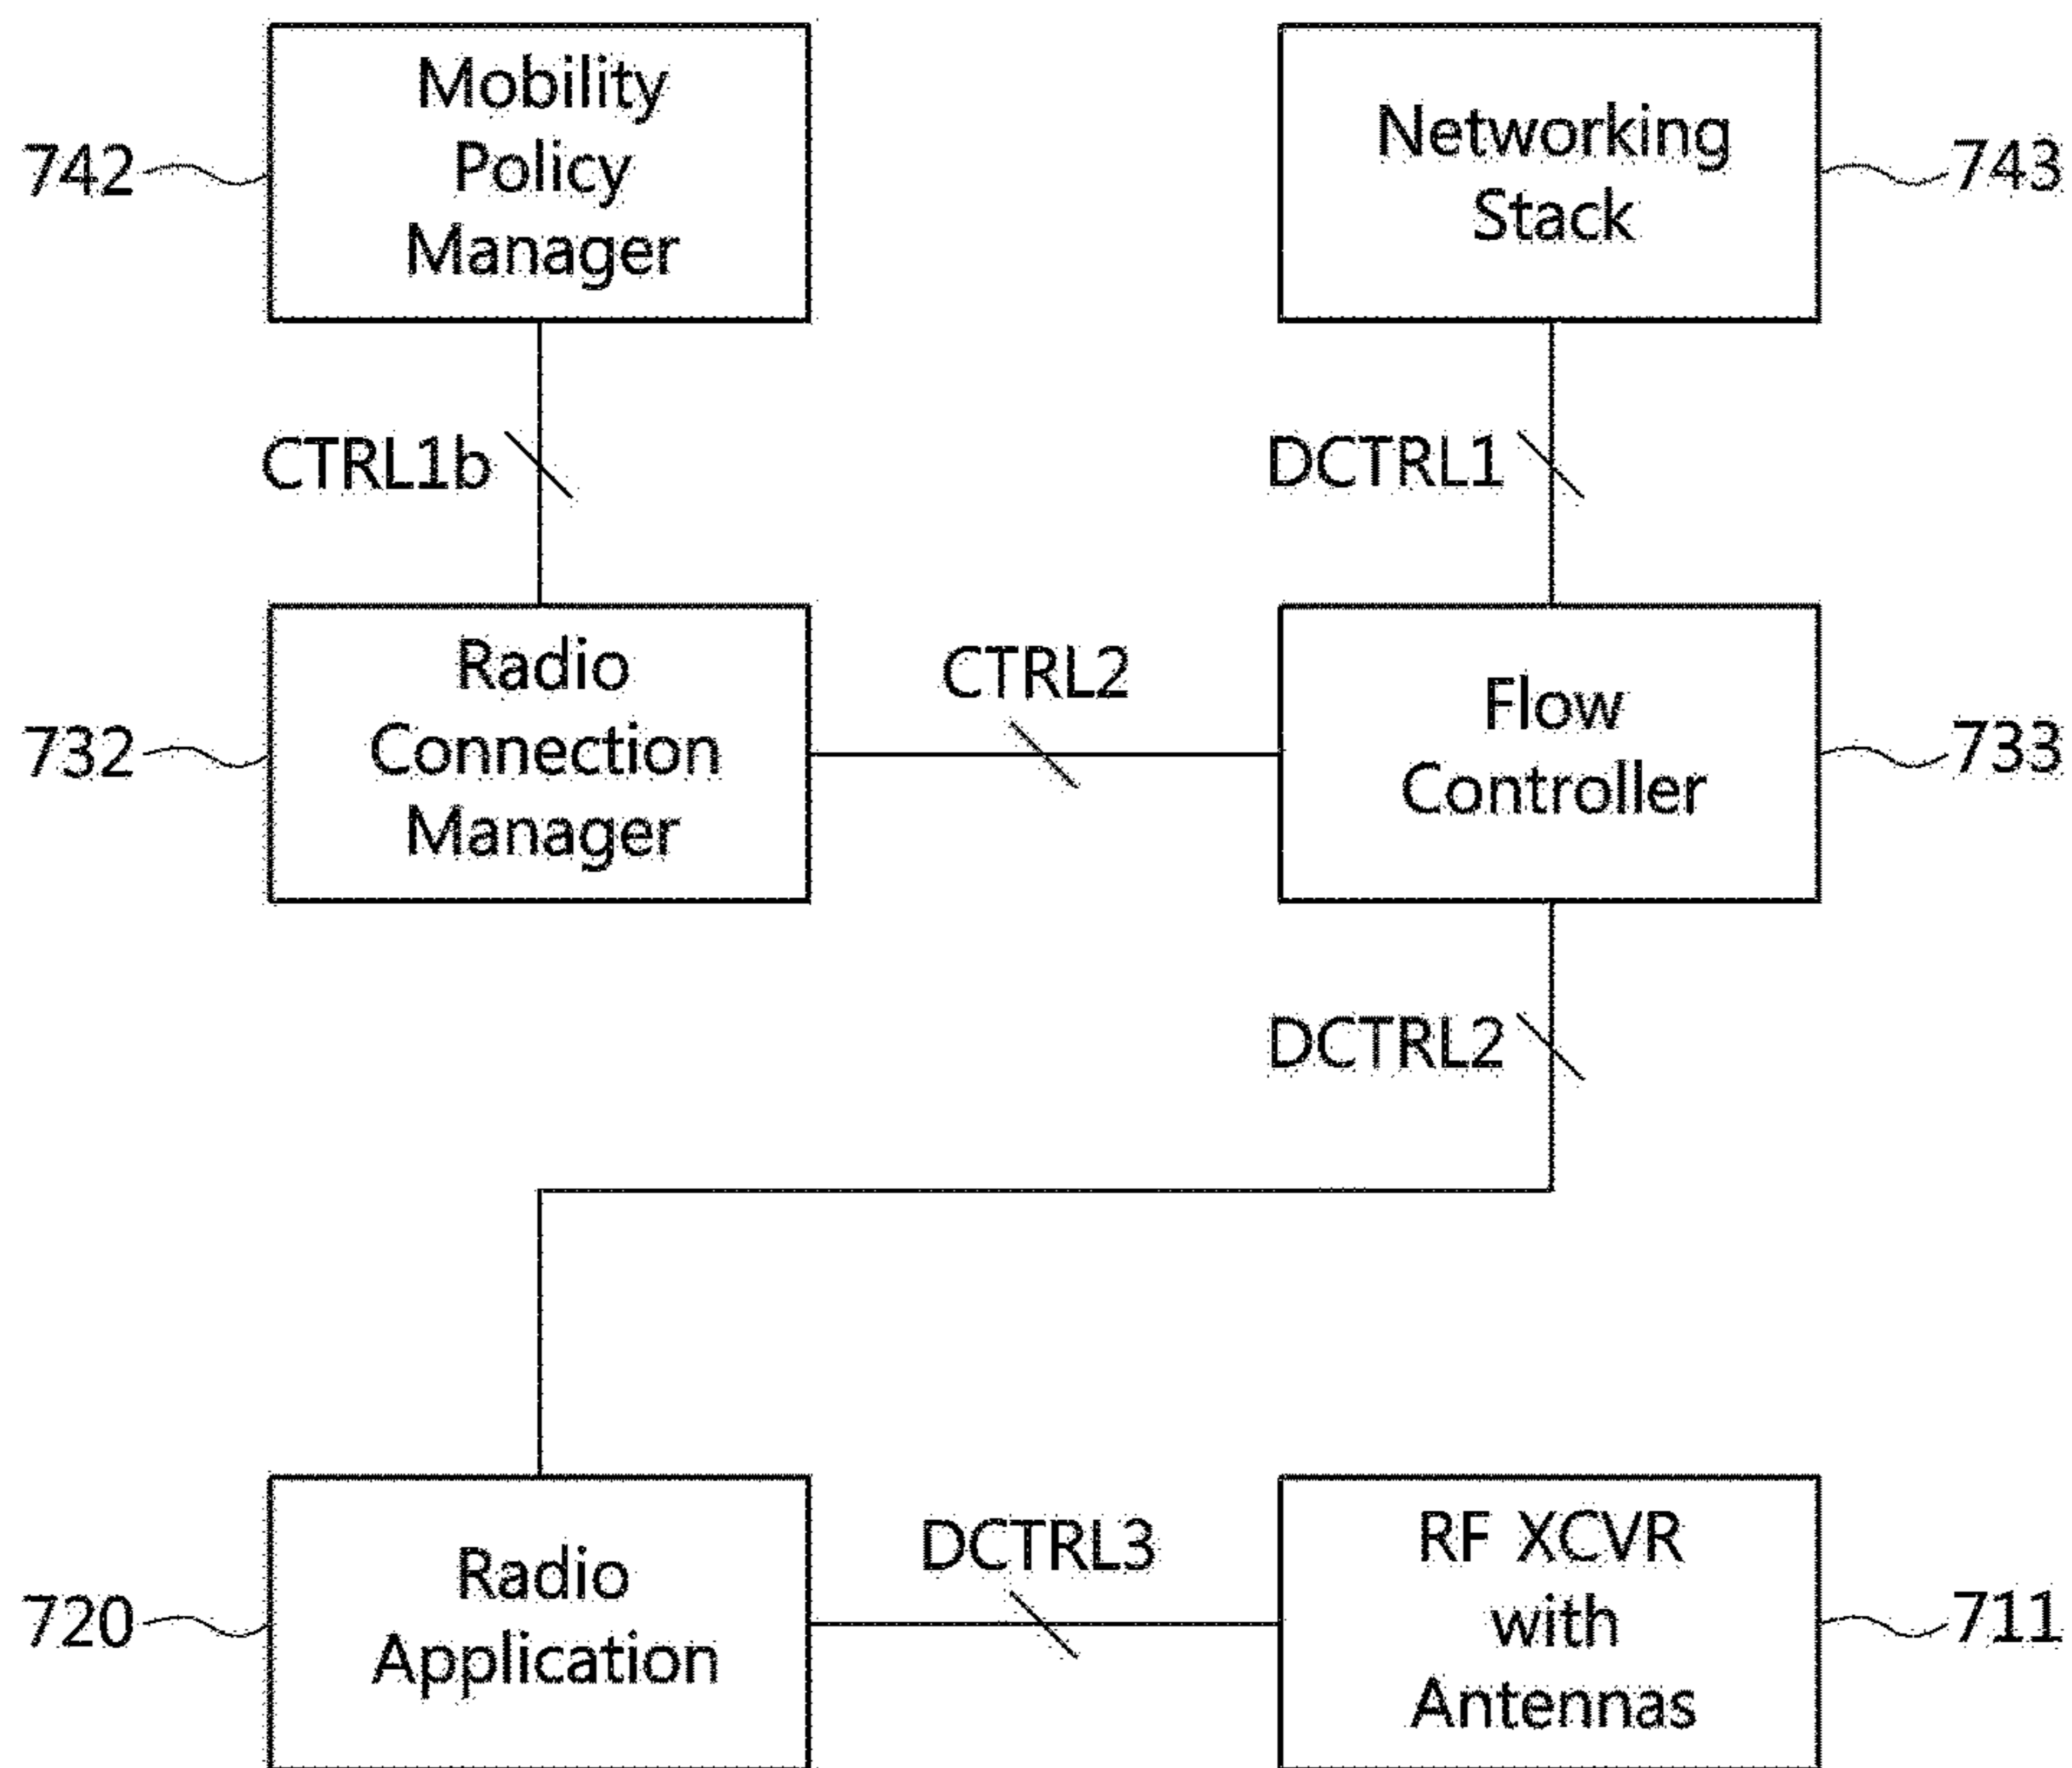 Mobility
Policy
Manager
742
Networking
Stack
743
CTRL1b
DCTRL1
Radio
Connection
Manager
732
CTRL2
Flow
Controller
733
DCTRL2
Radio
Application
720
DCTRL3
RF XCVR
with
Antennas
711